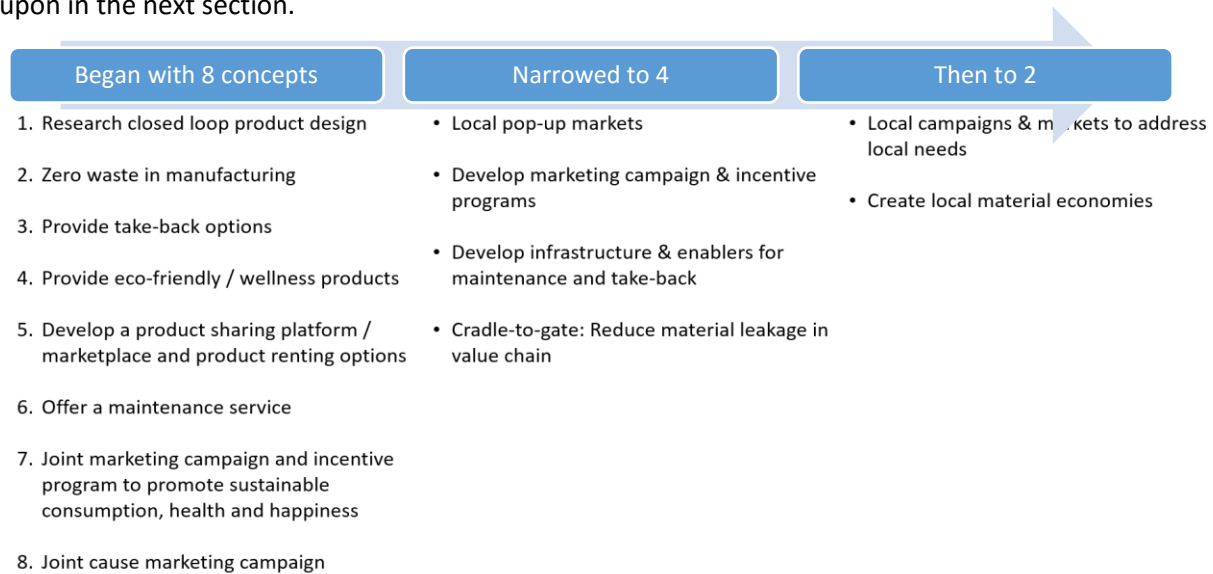 upon in the next section.
Began with 8 concepts
Narrowed to 4
Then to 2
1. Research closed loop product design
2. Zero waste in manufacturing
3. Provide take-back options
4. Provide eco-friendly / wellness products
5. Develop a product sharing platform /
marketplace and product renting options
6. Offer a maintenance service
7. Joint marketing campaign and incentive
program to promote sustainable
consumption, health and happiness
8. Joint cause marketing campaign
• Local pop-up markets
• Develop marketing campaign & incentive
programs
• Develop infrastructure & enablers for
maintenance and take-back
• Cradle-to-gate: Reduce material leakage in
value chain
• Local campaigns & markets to address
local needs
• Create local material economies